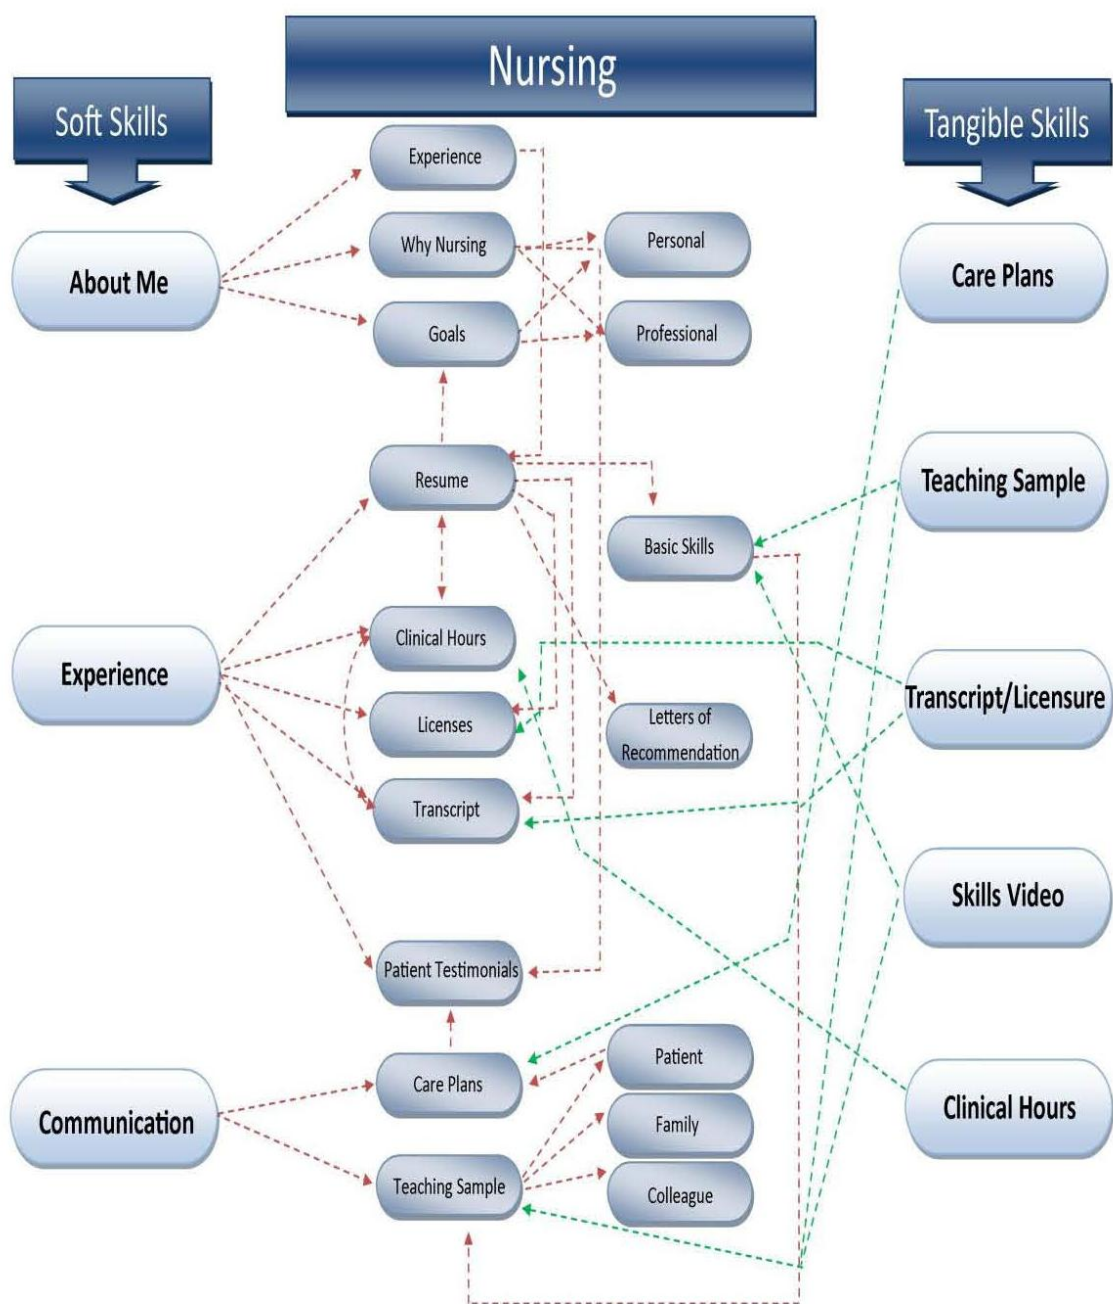 Nursing
Soft Skills
Tangible Skills
Experience
Why Nursing
Personal
About Me
Care Plans
Goals
Professional
Resume
Teaching Sample
Basic Skills
Clinical Hours
Experience
Transcript/Licensure
Licenses
Letters of
Recommendation
Transcript
Skills Video
Patient Testimonials
Care Plans
Patient
Communication
Family
Clinical Hours
Teaching Sample
Colleague